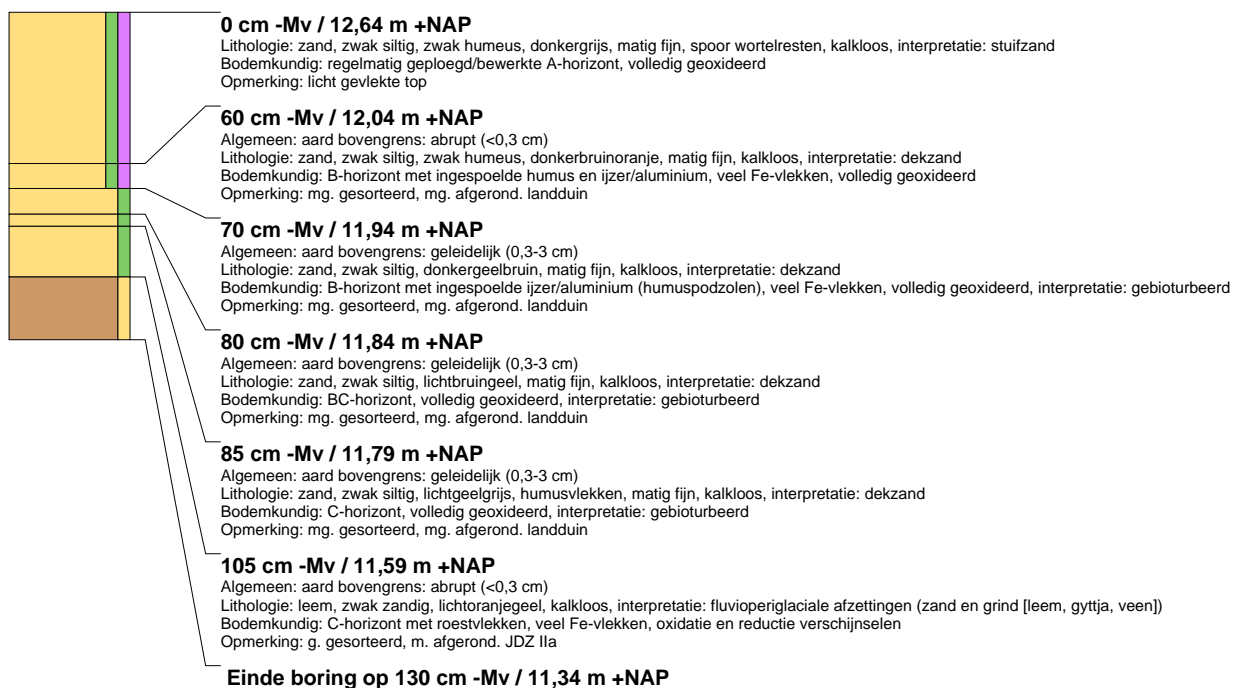 0 cm -Mv / 12,64 m +NAP
Lithologie: zand, zwak siltig, zwak humeus, donkergrijs, matig fijn, spoor wortelresten, kalkloos, interpretatie: stuifzand
Bodemkundig: regelmatig geploegd/bewerkte A-horizont, volledig geoxideerd
Opmerking: licht gevlekte top
60 cm -Mv / 12,04 m +NAP
Algemeen: aard bovengrens: abrupt (<0,3 cm)
Lithologie: zand, zwak siltig, zwak humeus, donkerbruinoranje, matig fijn, kalkloos, interpretatie: dekzand
Bodemkundig: B-horizont met ingespoelde humus en ijzer/aluminium, veel Fe-vlekken, volledig geoxideerd
Opmerking: mg. gesorteerd, mg. afgerond. landduin
70 cm -Mv / 11,94 m +NAP
Algemeen: aard bovengrens: geleidelijk (0,3-3 cm)
Lithologie: zand, zwak siltig, donkergeelbruin, matig fijn, kalkloos, interpretatie: dekzand
Bodemkundig: B-horizont met ingespoelde ijzer/aluminium (humuspodzolen), veel Fe-vlekken, volledig geoxideerd, interpretatie: gebioturbeerd
Opmerking: mg. gesorteerd, mg. afgerond. landduin
80 cm -Mv / 11,84 m +NAP
Algemeen: aard bovengrens: geleidelijk (0,3-3 cm)
Lithologie: zand, zwak siltig, lichtbruingeel, matig fijn, kalkloos, interpretatie: dekzand
Bodemkundig: BC-horizont, volledig geoxideerd, interpretatie: gebioturbeerd
Opmerking: mg. gesorteerd, mg. afgerond. landduin
85 cm -Mv / 11,79 m +NAP
Algemeen: aard bovengrens: geleidelijk (0,3-3 cm)
Lithologie: zand, zwak siltig, lichtgeelgrijs, humusvlekken, matig fijn, kalkloos, interpretatie: dekzand
Bodemkundig: C-horizont, volledig geoxideerd, interpretatie: gebioturbeerd
Opmerking: mg. gesorteerd, mg. afgerond. landduin
105 cm -Mv / 11,59 m +NAP
Algemeen: aard bovengrens: abrupt (<0,3 cm)
Lithologie: leem, zwak zandig, lichtoranjegeel, kalkloos, interpretatie: fluvioperiglaciale afzettingen (zand en grind [leem, gyttja, veen])
Bodemkundig: C-horizont met roestvlekken, veel Fe-vlekken, oxidatie en reductie verschijnselen
Opmerking: g. gesorteerd, m. afgerond. JDZ IIa
Einde boring op 130 cm -Mv / 11,34 m +NAP